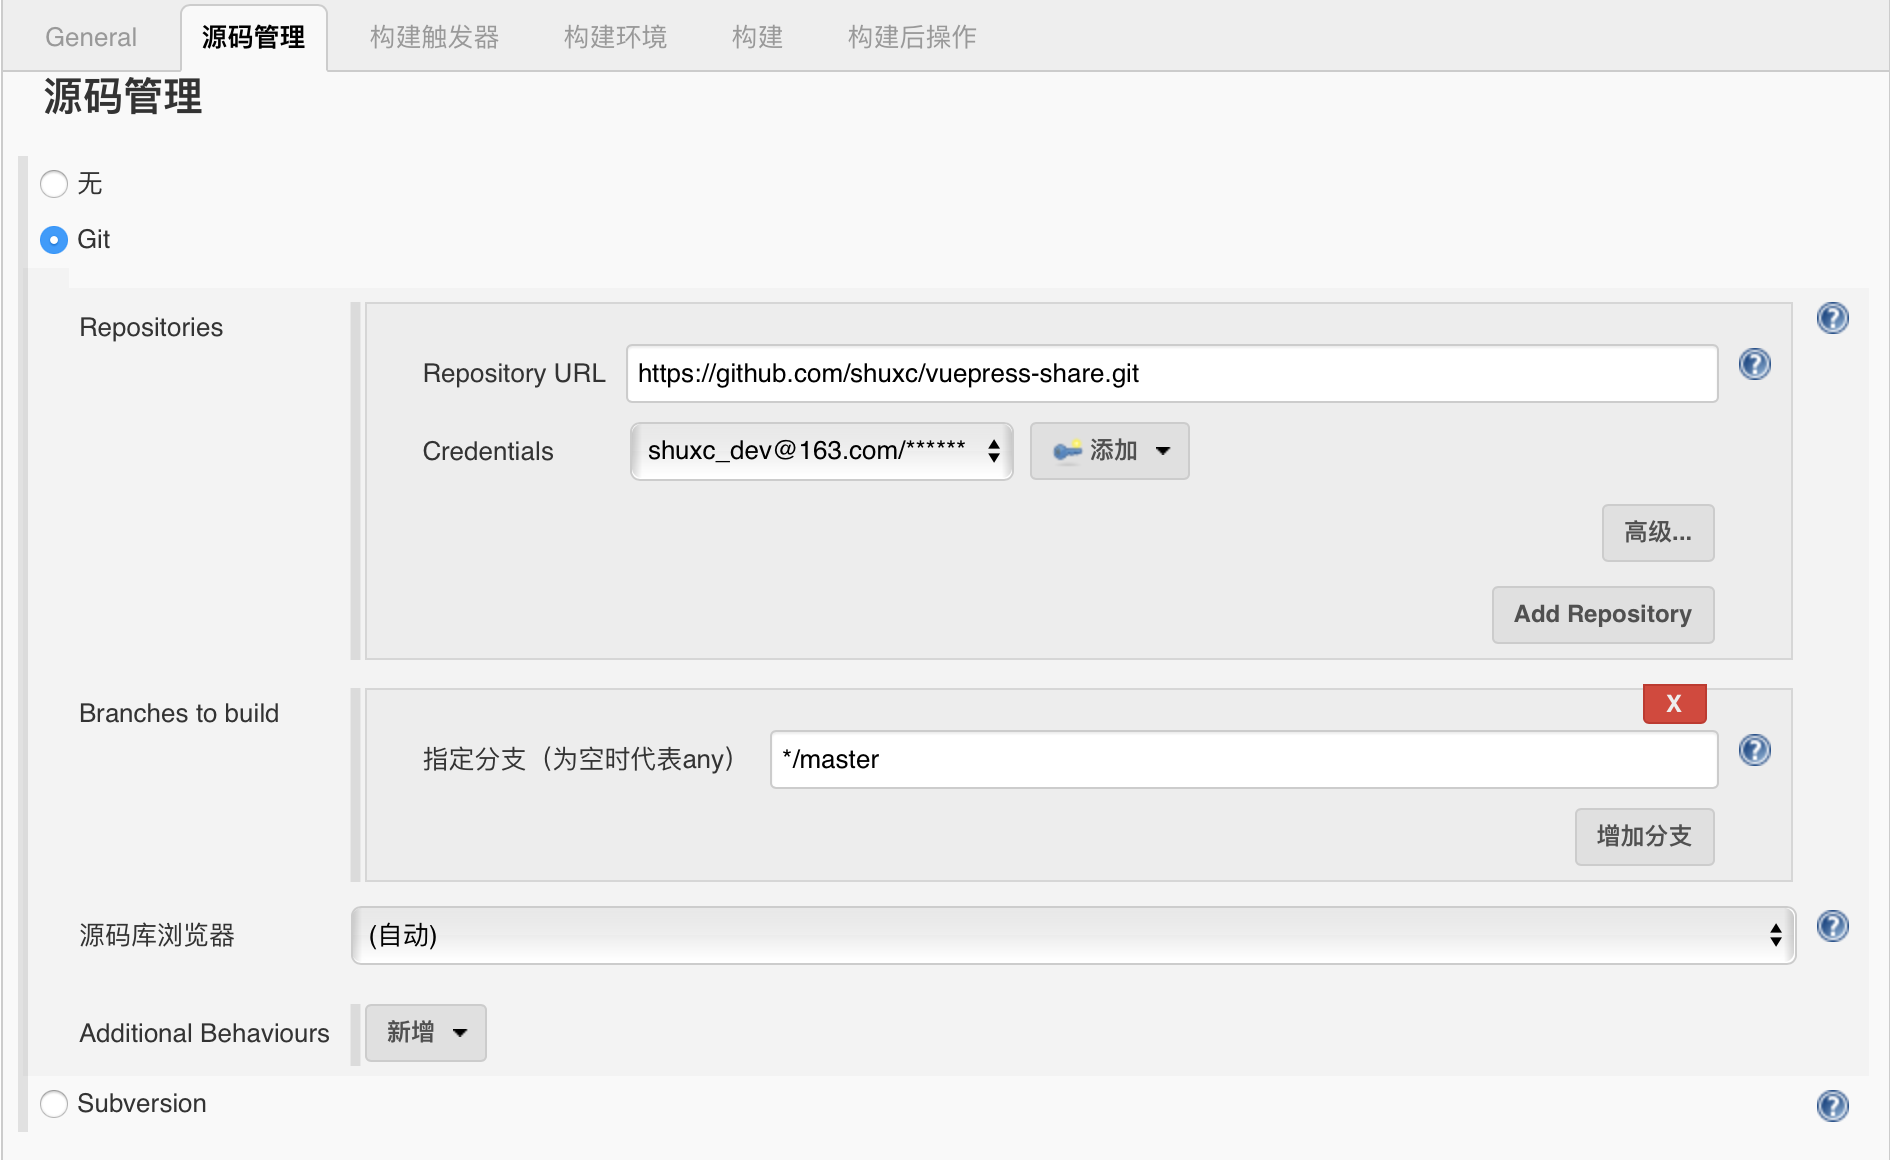 General 源码管理 构建触发器 构建环境 构建 构建后操作
源码管理
无
Git
Repositories
Repository URL https://github.com/shuxc/vuepress-share.git
Credentials shuxc_dev@163.com/****** 添加
高级...
Add Repository
Branches to build
X
指定分支（为空时代表any） */master
增加分支
源码库浏览器 (自动)
Additional Behaviours 新增
Subversion